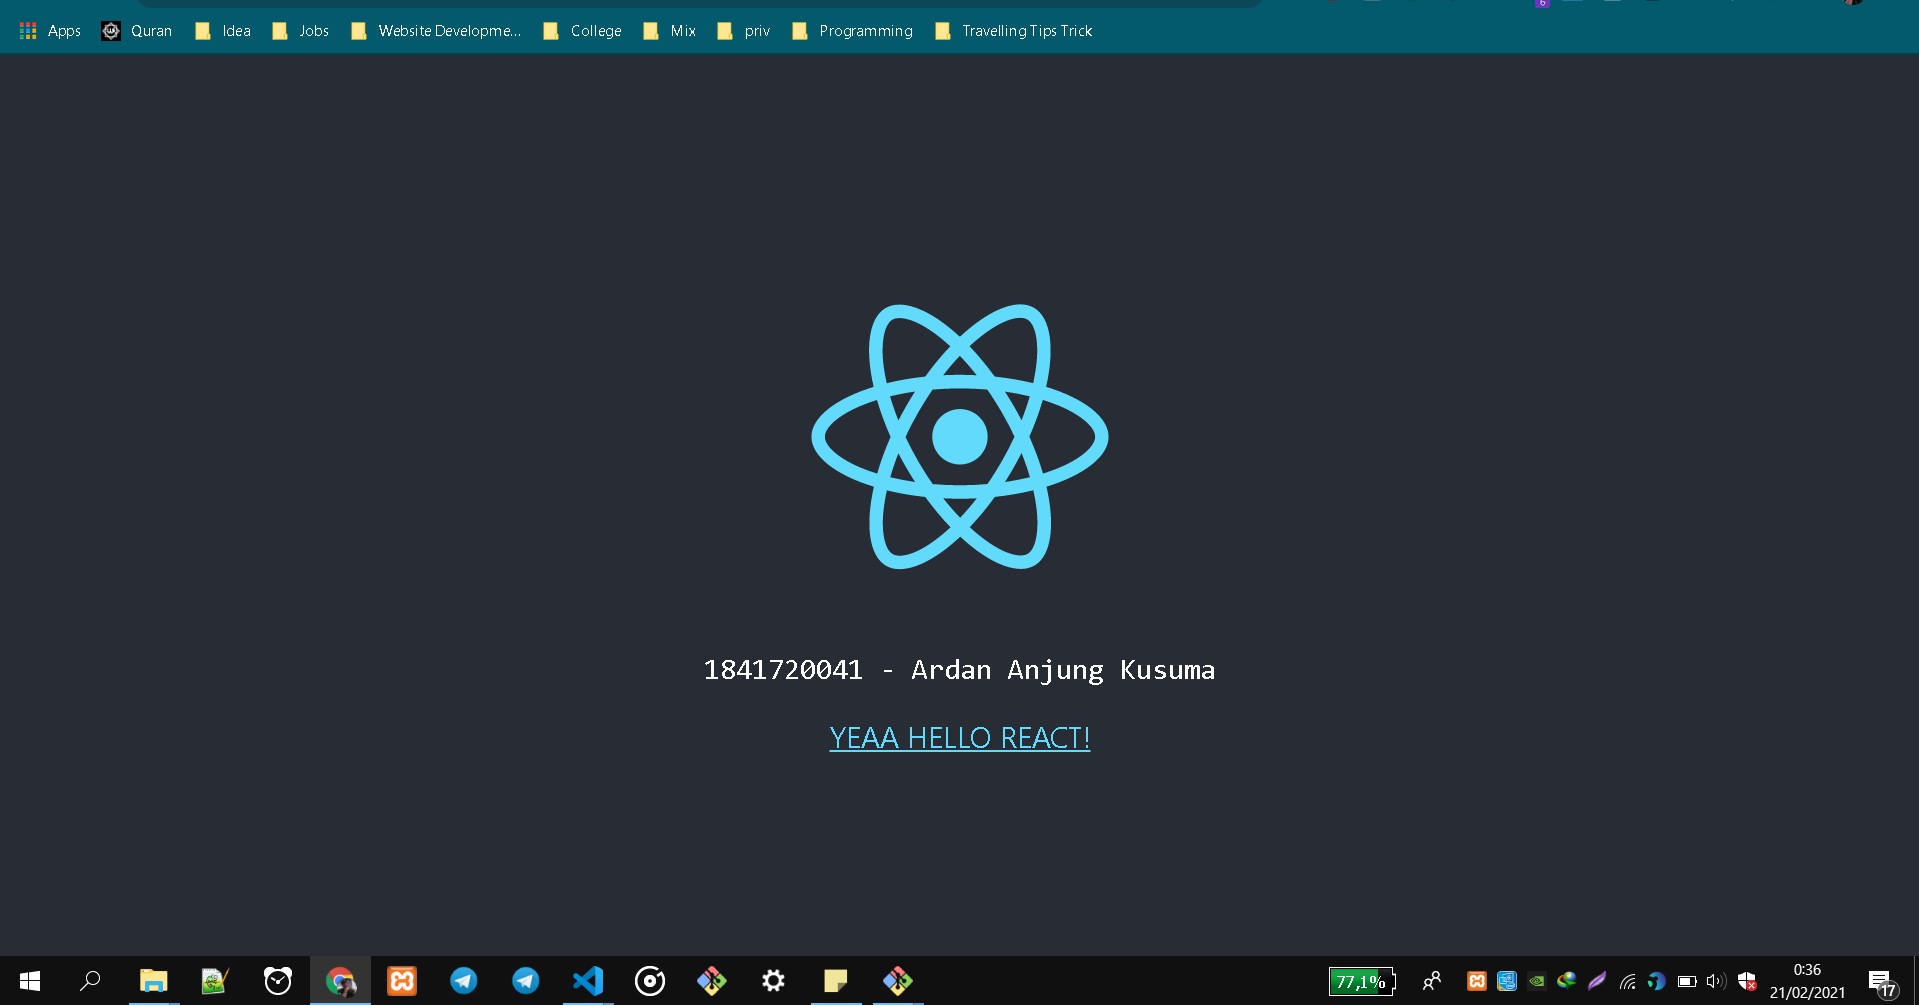 6
Apps Quran Idea Jobs Website Developme... College Mix priv Programming Travelling Tips Trick
1841720041 - Ardan Anjung Kusuma
YEAA HELLO REACT!
77,1%
0:36
21/02/2021
17